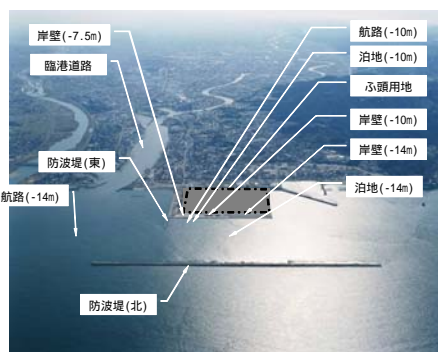 岸壁(-7.5m)
臨港道路
防波堤(東)
航路(-14m)
防波堤(北)
航路(-10m)
泊地(-10m)
ふ頭用地
岸壁(-10m)
岸壁(-14m)
泊地(-14m)